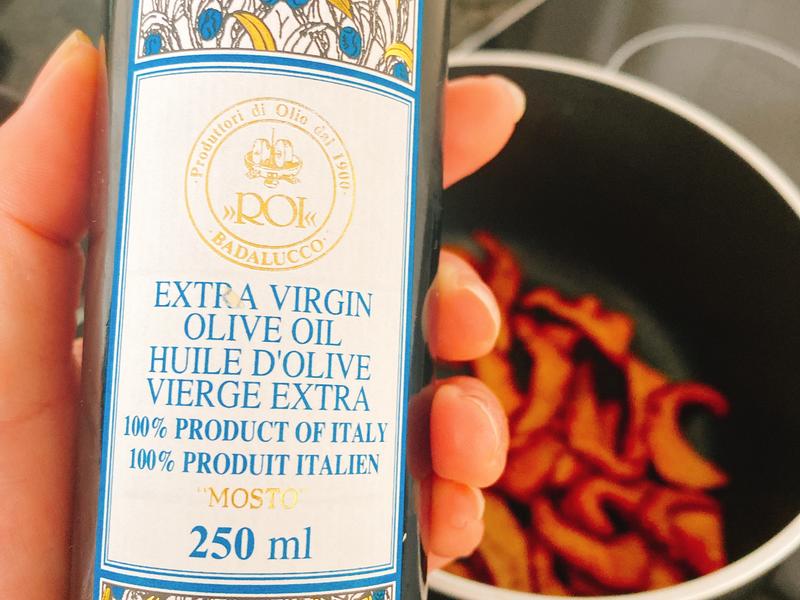 ·Produttori di Olio dal 1900·
»ROI«
·BADALUCCO·
EXTRA VIRGIN
OLIVE OIL
HUILE D'OLIVE
VIERGE EXTRA
100% PRODUCT OF ITALY
100% PRODUIT ITALIEN
"MOSTO"
250 ml